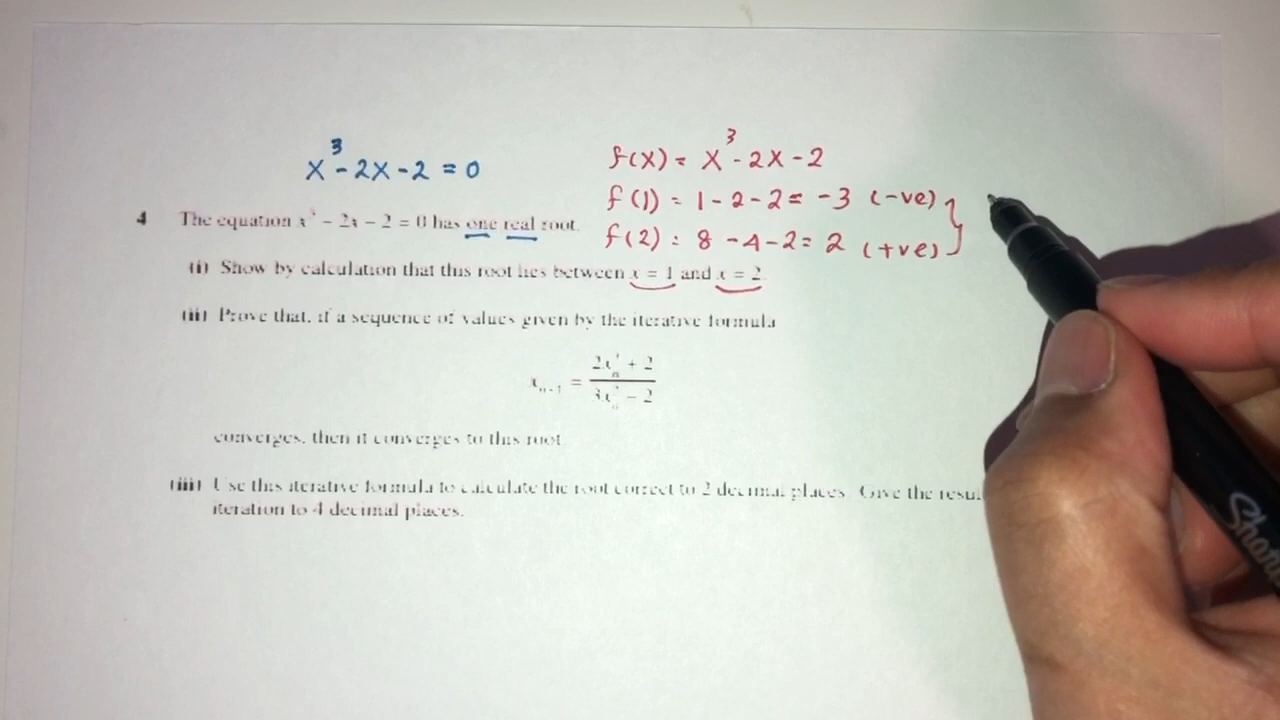 x³ - 2x - 2 = 0
f(x) = x³ - 2x - 2
f(1) = 1 - 2 - 2 = -3 (-ve)
f(2) = 8 - 4 - 2 = 2 (+ve)
4 The equation x³ − 2x − 2 = 0 has one real root.
(i) Show by calculation that this root lies between x = 1 and x = 2.
(ii) Prove that, if a sequence of values given by the iterative formula
xₙ₊₁ = (2xₙ³ + 2)/(3xₙ² − 2)
converges, then it converges to this root.
(iii) Use this iterative formula to calculate the root correct to 2 decimal places. Give the
iteration to 4 decimal places.